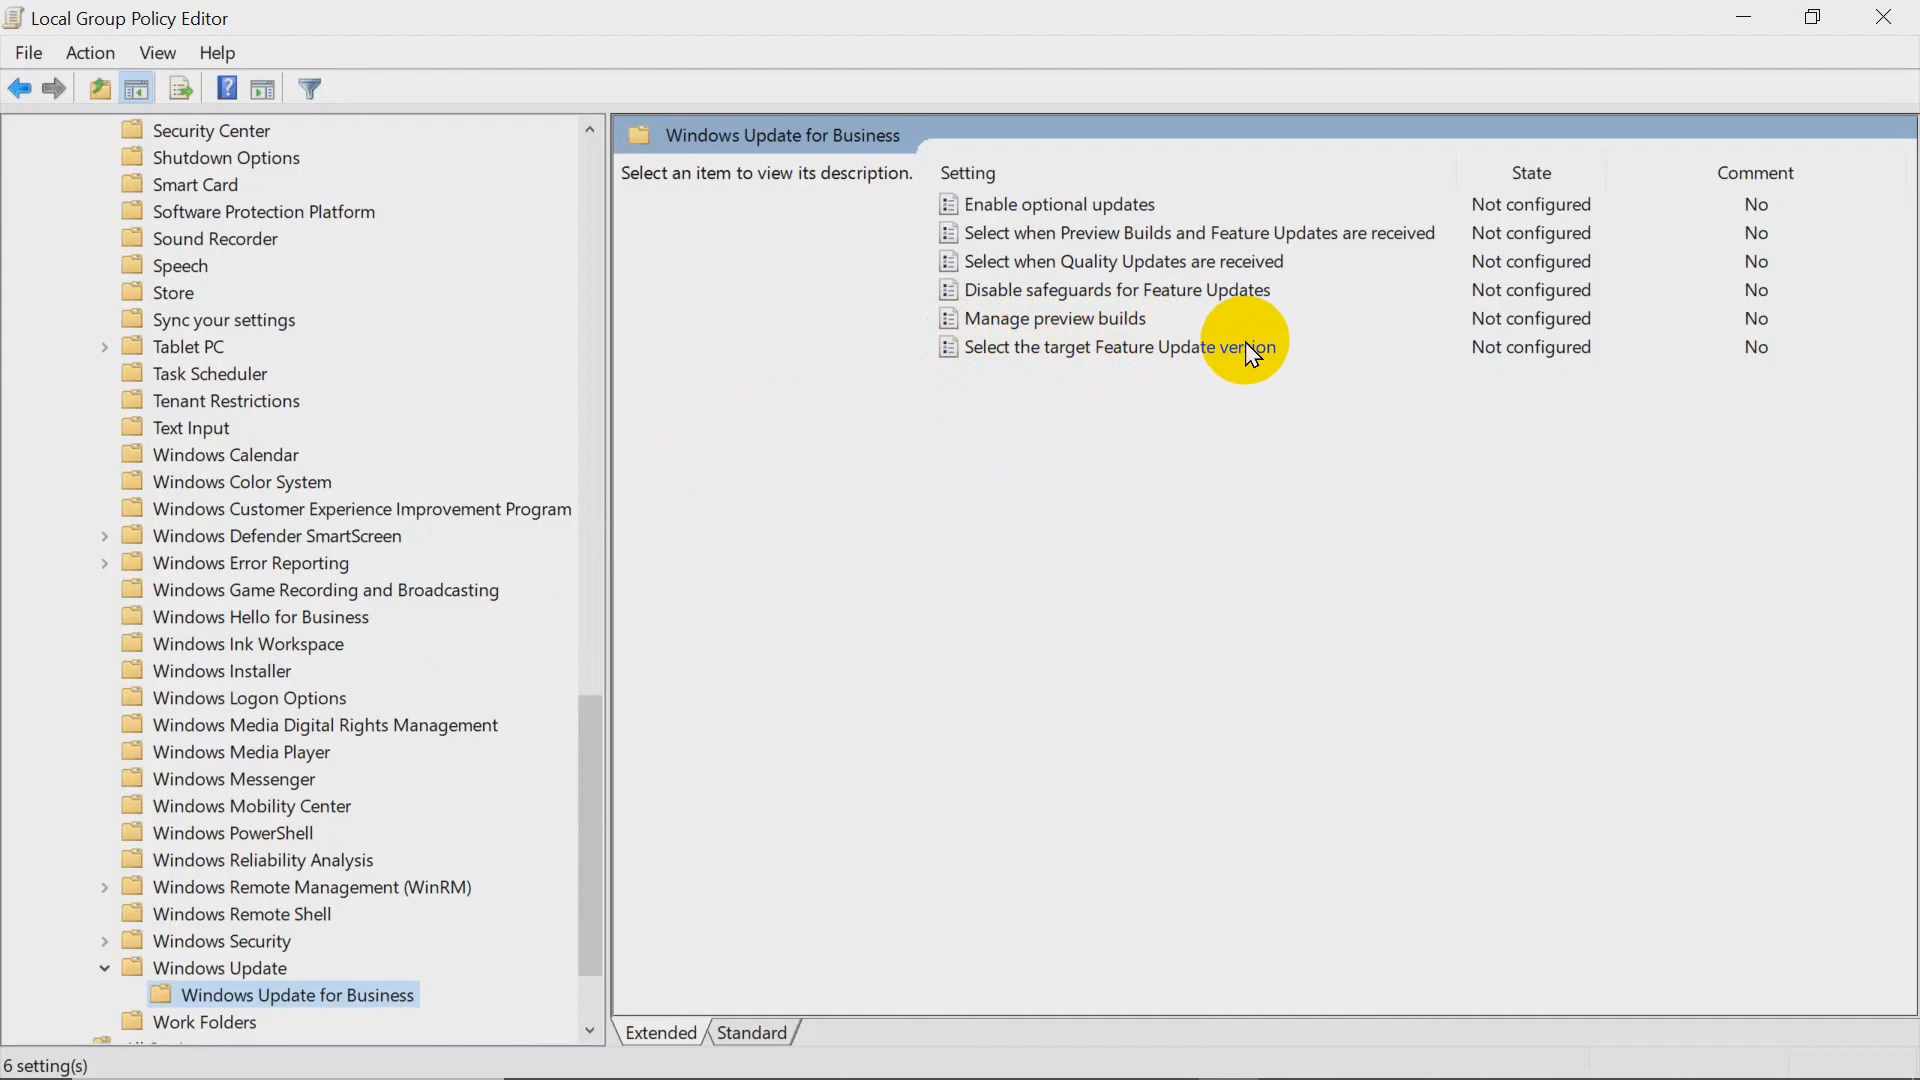 Local Group Policy Editor
File Action View Help
Security Center
Shutdown Options
Smart Card
Software Protection Platform
Sound Recorder
Speech
Store
Sync your settings
Tablet PC
Task Scheduler
Tenant Restrictions
Text Input
Windows Calendar
Windows Color System
Windows Customer Experience Improvement Program
Windows Defender SmartScreen
Windows Error Reporting
Windows Game Recording and Broadcasting
Windows Hello for Business
Windows Ink Workspace
Windows Installer
Windows Logon Options
Windows Media Digital Rights Management
Windows Media Player
Windows Messenger
Windows Mobility Center
Windows PowerShell
Windows Reliability Analysis
Windows Remote Management (WinRM)
Windows Remote Shell
Windows Security
Windows Update
Windows Update for Business
Work Folders
Windows Update for Business
Select an item to view its description.
Setting State Comment
Enable optional updates Not configured No
Select when Preview Builds and Feature Updates are received Not configured No
Select when Quality Updates are received Not configured No
Disable safeguards for Feature Updates Not configured No
Manage preview builds Not configured No
Select the target Feature Update version Not configured No
Extended Standard
6 setting(s)